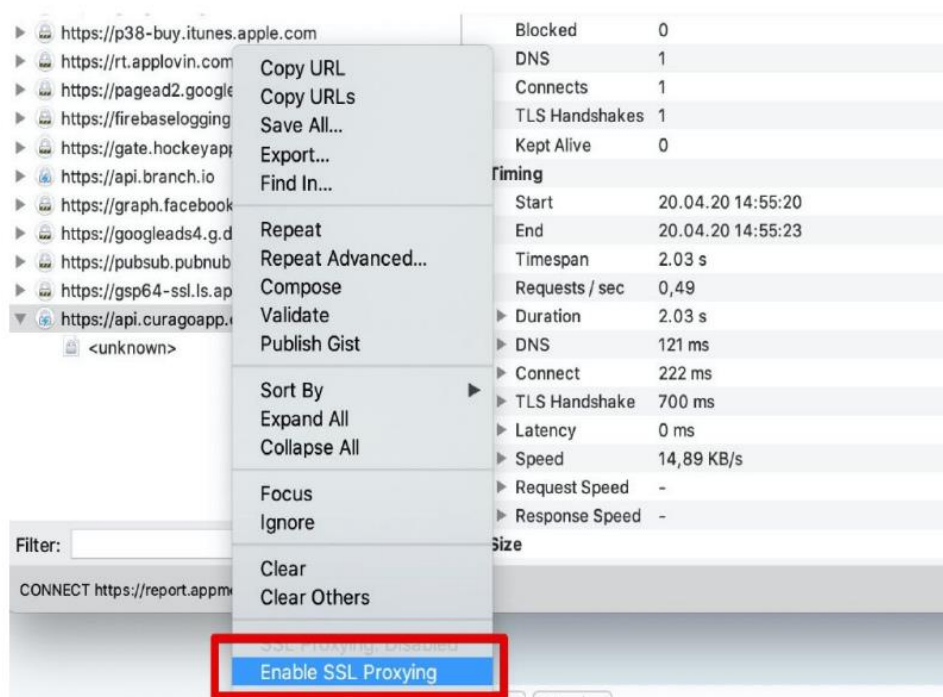 https://p38-buy.itunes.apple.com
https://rt.applovin.com
https://pagead2.google
https://firebaselogging
https://gate.hockeyapp
https://api.branch.io
https://graph.facebook
https://googleads4.g.d
https://pubsub.pubnub
https://gsp64-ssl.ls.ap
https://api.curagoapp.
<unknown>
Filter:
CONNECT https://report.appme
Copy URL
Copy URLs
Save All...
Export...
Find In...
Repeat
Repeat Advanced...
Compose
Validate
Publish Gist
Sort By
Expand All
Collapse All
Focus
Ignore
Clear
Clear Others
SSL Proxying: Disabled
Enable SSL Proxying
Blocked 0
DNS 1
Connects 1
TLS Handshakes 1
Kept Alive 0
Timing
Start 20.04.20 14:55:20
End 20.04.20 14:55:23
Timespan 2.03 s
Requests / sec 0,49
Duration 2.03 s
DNS 121 ms
Connect 222 ms
TLS Handshake 700 ms
Latency 0 ms
Speed 14,89 KB/s
Request Speed -
Response Speed -
Size